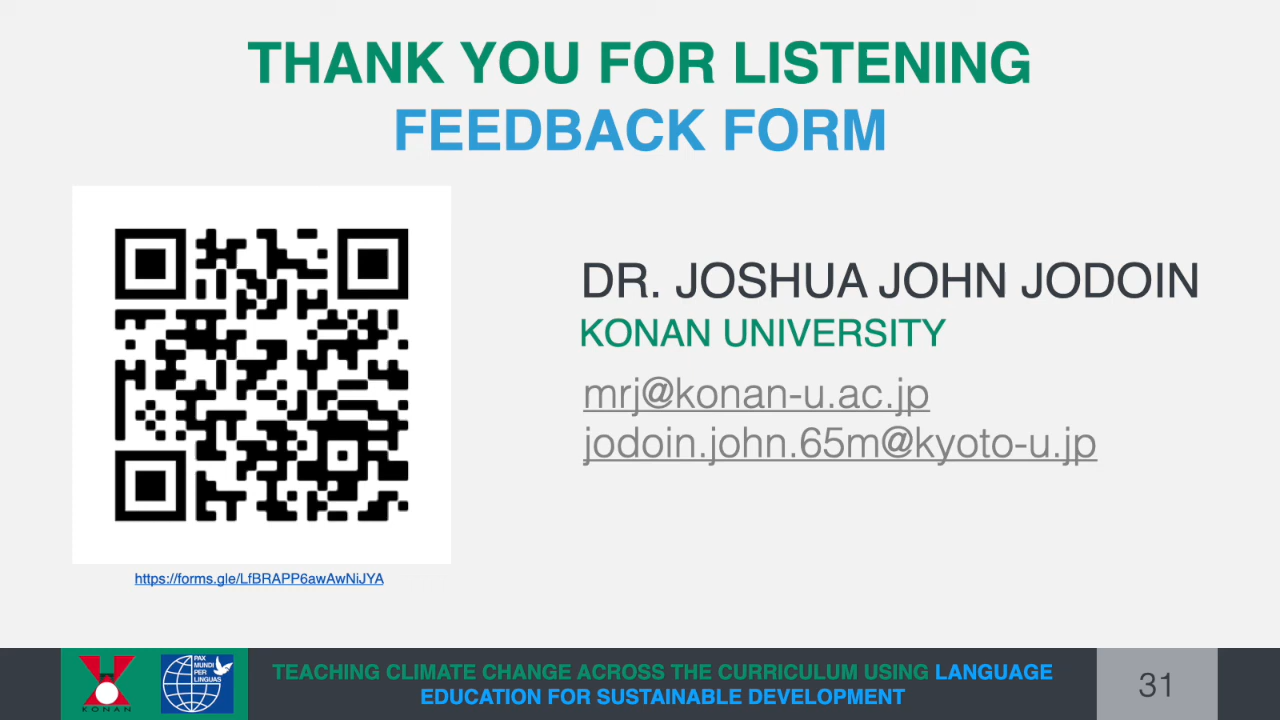 THANK YOU FOR LISTENING
FEEDBACK FORM
DR. JOSHUA JOHN JODOIN
KONAN UNIVERSITY
mrj@konan-u.ac.jp
jodoin.john.65m@kyoto-u.jp
https://forms.gle/LfBRAPP6awAwNiJYA
KONAN
PAX
MUNDI
PER
LINGUAS
TEACHING CLIMATE CHANGE ACROSS THE CURRICULUM USING LANGUAGE
EDUCATION FOR SUSTAINABLE DEVELOPMENT
31